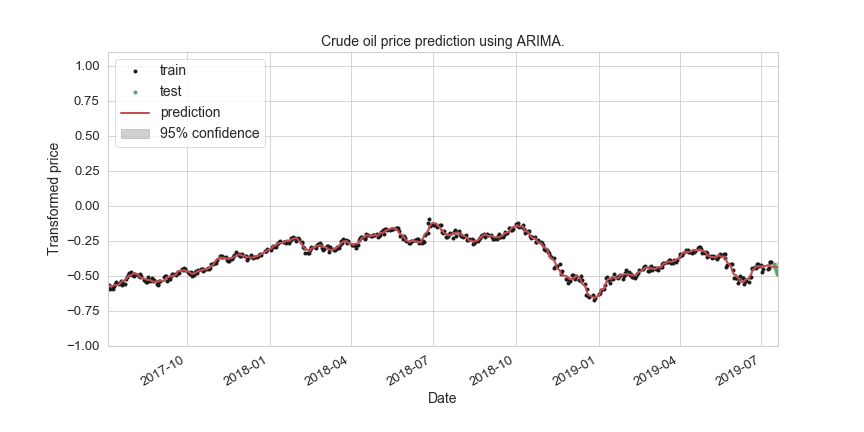 Crude oil price prediction using ARIMA.
1.00
0.75
0.50
0.25
0.00
−0.25
−0.50
−0.75
−1.00
Transformed price
train
test
prediction
95% confidence
2017-10
2018-01
2018-04
2018-07
2018-10
2019-01
2019-04
2019-07
Date